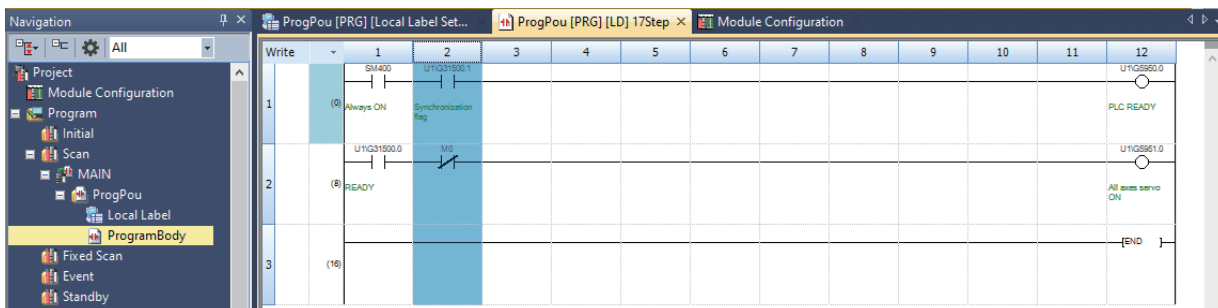 Navigation
ProgPou [PRG] [Local Label Set...
ProgPou [PRG] [LD] 17Step
Module Configuration
All
Project
Module Configuration
Program
Initial
Scan
MAIN
ProgPou
Local Label
ProgramBody
Fixed Scan
Event
Standby
Write 1 2 3 4 5 6 7 8 9 10 11 12
SM400 U1\G31500.1 U1\G5950.0
1 (0) Always ON Synchronization flag PLC READY
U1\G31500.0 M0 U1\G5951.0
2 (8) READY All axes servo ON
[END ]
3 (16)